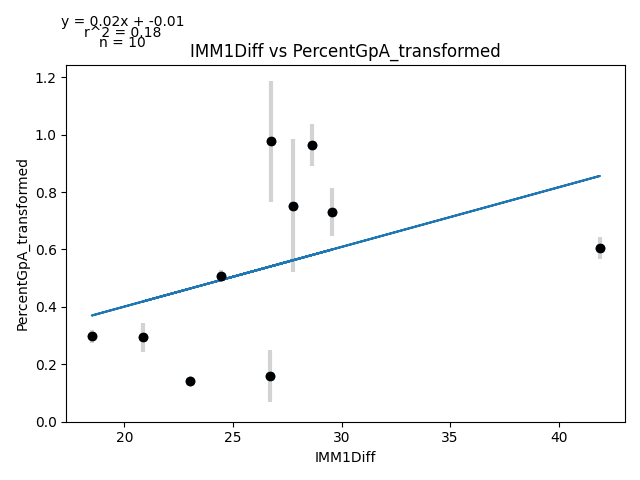 y = 0.02x + -0.01
r^2 = 0.18
n = 10
IMM1Diff vs PercentGpA_transformed
1.2
1.0
0.8
0.6
0.4
0.2
0.0
PercentGpA_transformed
20
25
30
35
40
IMM1Diff